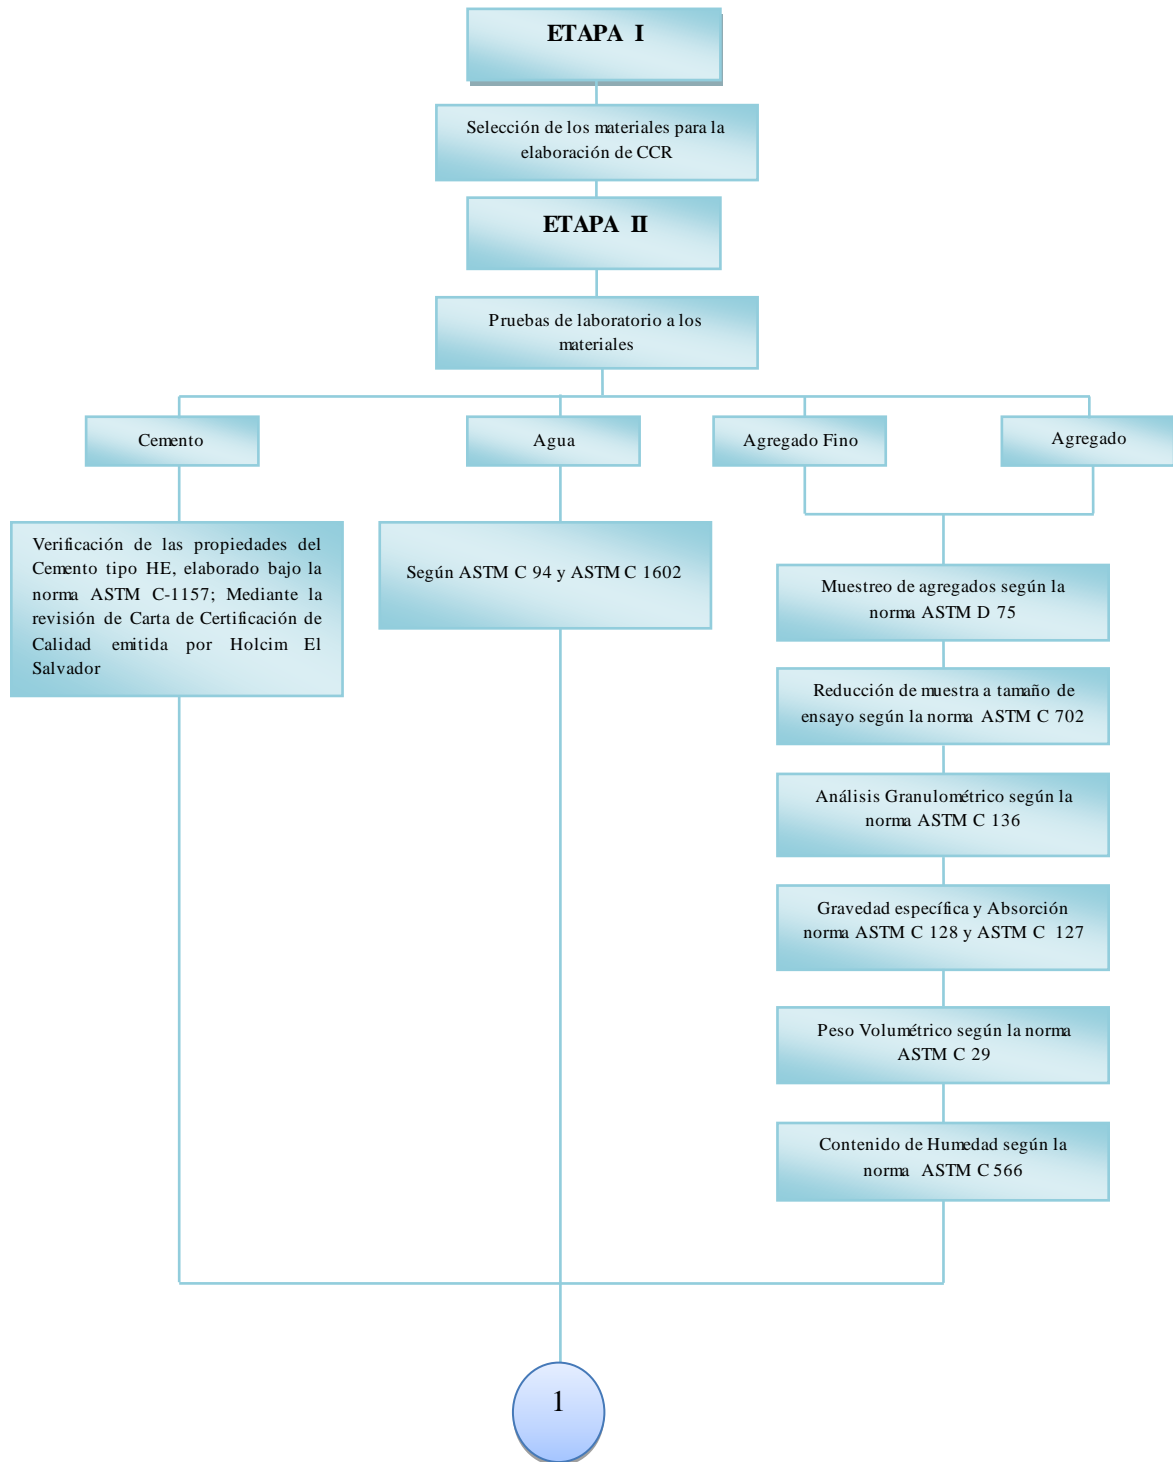 ETAPA I
Selección de los materiales para la
elaboración de CCR
ETAPA II
Pruebas de laboratorio a los
materiales
Cemento
Agua
Agregado Fino
Agregado
Verificación de las propiedades del
Cemento tipo HE, elaborado bajo la
norma ASTM C-1157; Mediante la
revisión de Carta de Certificación de
Calidad emitida por Holcim El
Salvador
Según ASTM C 94 y ASTM C 1602
Muestreo de agregados según la
norma ASTM D 75
Reducción de muestra a tamaño de
ensayo según la norma ASTM C 702
Análisis Granulométrico según la
norma ASTM C 136
Gravedad específica y Absorción
norma ASTM C 128 y ASTM C 127
Peso Volumétrico según la norma
ASTM C 29
Contenido de Humedad según la
norma ASTM C 566
1